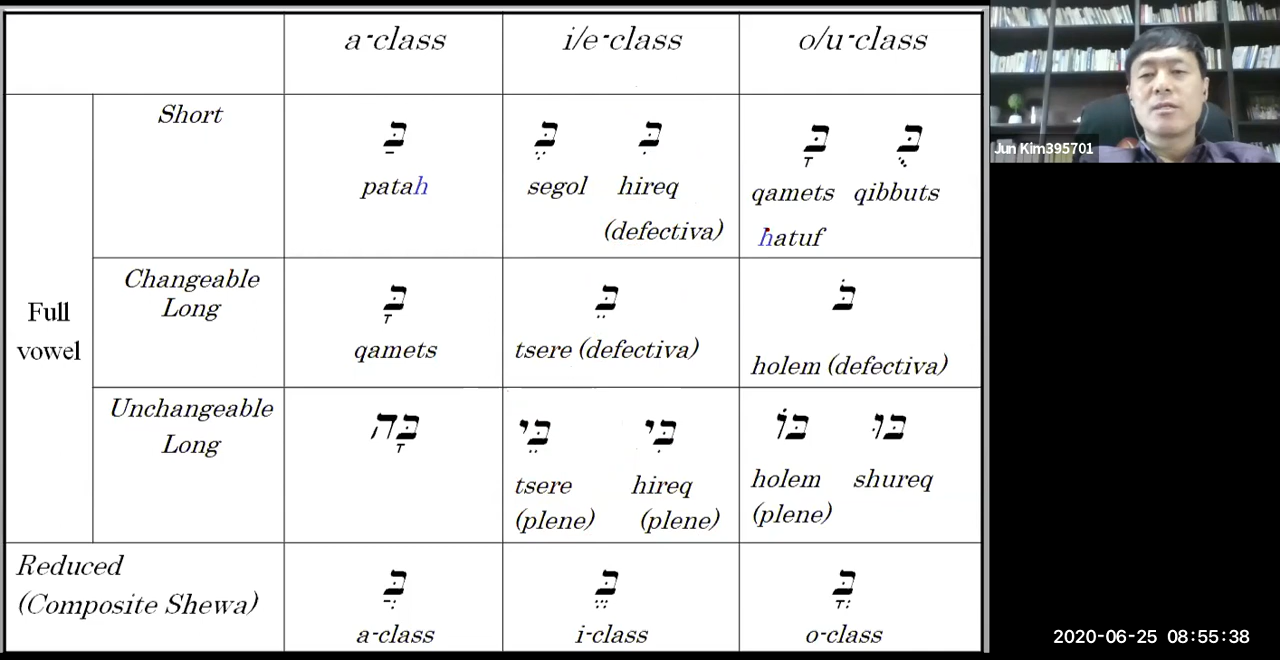 a-class i/e-class o/u-class
Full
vowel
Short
בַּ
patah
בֶּ בִּ
segol hireq
(defectiva)
בָּ בֻּ
qamets qibbuts
hatuf
Changeable
Long
בָּ
qamets
בֵּ
tsere (defectiva)
בֹּ
holem (defectiva)
Unchangeable
Long
בָּה
בֵּי בִּי
tsere hireq
(plene) (plene)
בּוֹ בּוּ
holem shureq
(plene)
Reduced
(Composite Shewa)
בֲּ
a-class
בֱּ
i-class
בֳּ
o-class
Jun Kim395701
2020-06-25 08:55:38